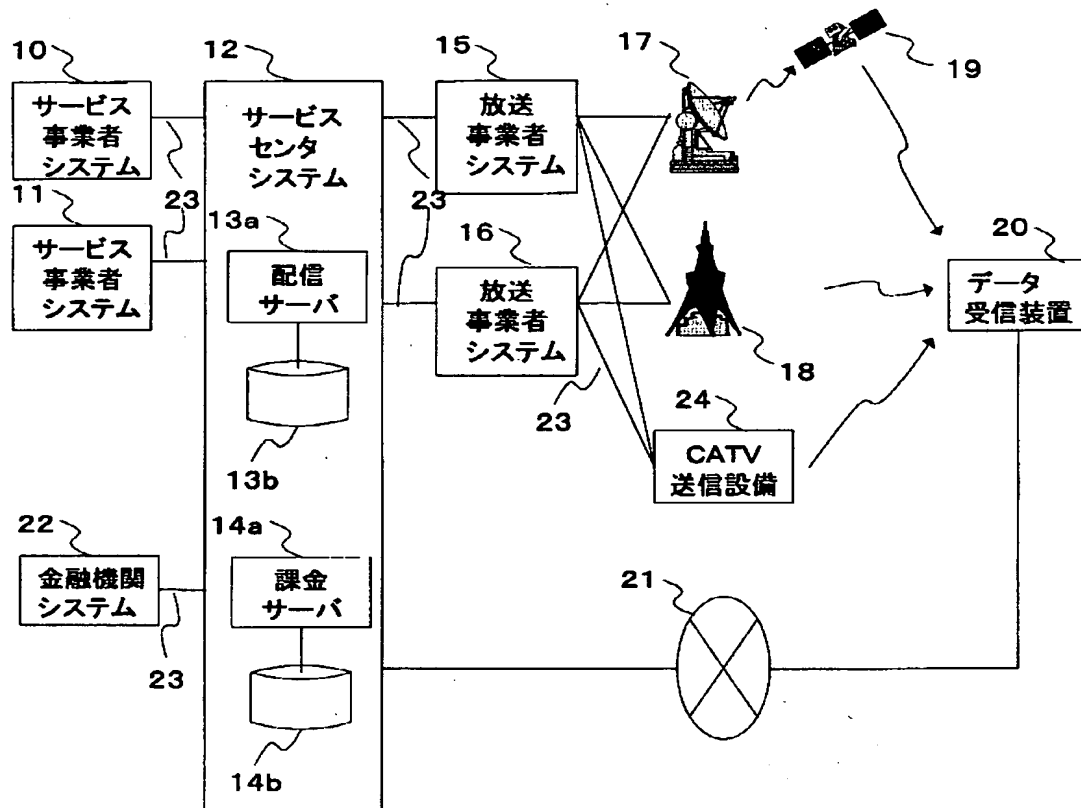 10
サービス
事業者
システム
23
11
サービス
事業者
システム
23
22
金融機関
システム
23
12
サービス
センタ
システム
13a
配信
サーバ
13b
14a
課金
サーバ
14b
15
放送
事業者
システム
23
16
放送
事業者
システム
23
17
19
18
24
CATV
送信設備
20
データ
受信装置
21